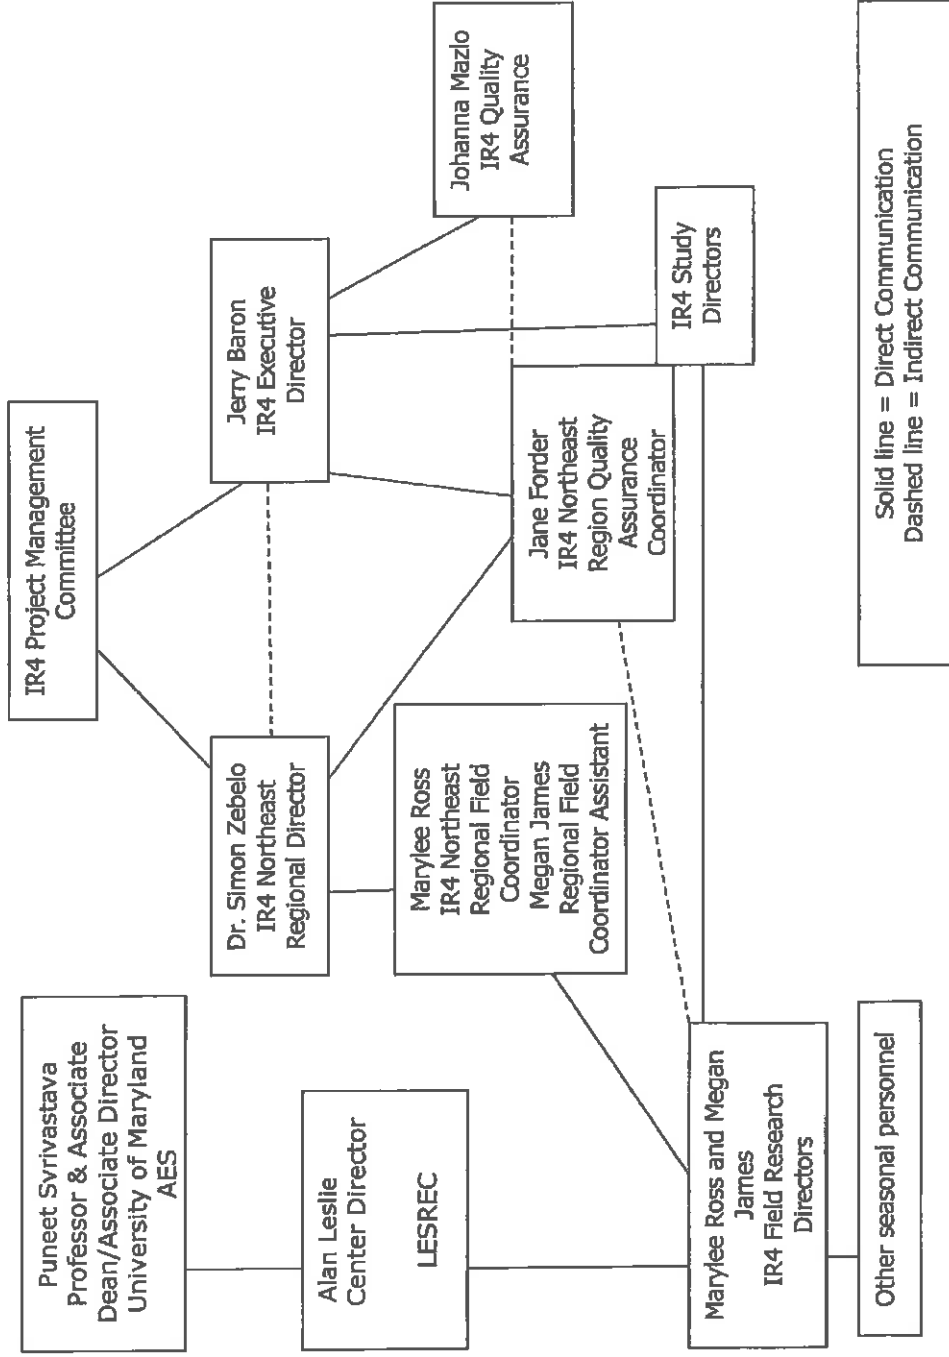 IR4 Project Management
Committee
Puneet Svrivastava
Professor & Associate
Dean/Associate Director
University of Maryland
AES
Dr. Simon Zebelo
IR4 Northeast
Regional Director
Jerry Baron
IR4 Executive
Director
Alan Leslie
Center Director
LESREC
Marylee Ross
IR4 Northeast
Regional Field
Coordinator
Megan James
Regional Field
Coordinator Assistant
Johanna Mazlo
IR4 Quality
Assurance
Jane Forder
IR4 Northeast
Region Quality
Assurance
Coordinator
IR4 Study
Directors
Marylee Ross and Megan
James
IR4 Field Research
Directors
Other seasonal personnel
Solid line = Direct Communication
Dashed line = Indirect Communication